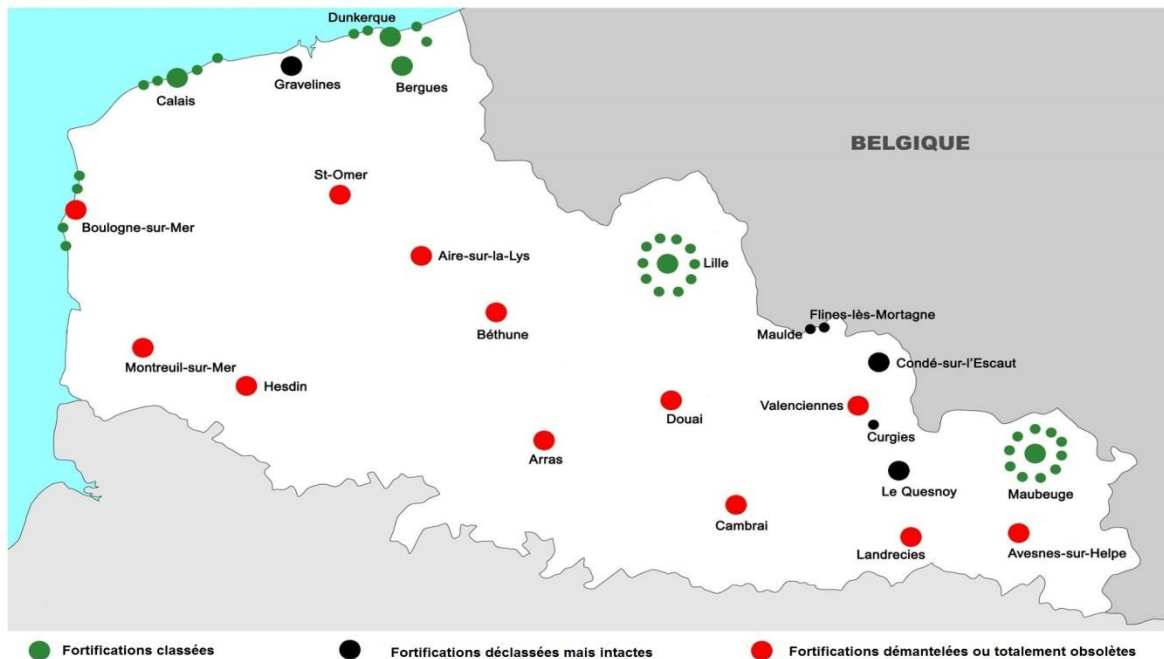 Dunkerque
Gravelines
Bergues
Calais
BELGIQUE
St-Omer
Boulogne-sur-Mer
Aire-sur-la-Lys
Lille
Béthune
Flines-lès-Mortagne
Maulde
Montreuil-sur-Mer
Hesdin
Condé-sur-l'Escaut
Douai
Valenciennes
Curgies
Arras
Le Quesnoy
Maubeuge
Cambrai
Landrecies
Avesnes-sur-Helpe
Fortifications classées
Fortifications déclassées mais intactes
Fortifications démantelées ou totalement obsolètes